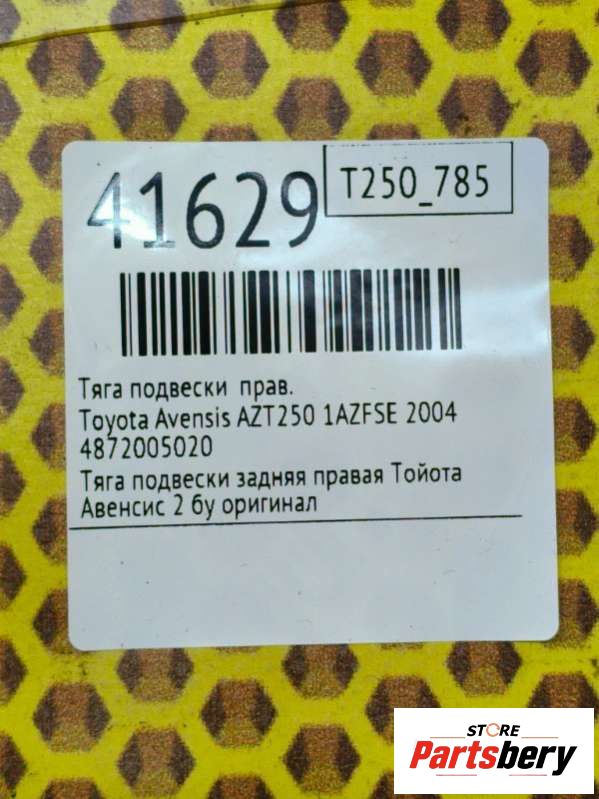 41629
T250_785
Тяга подвески прав.
Toyota Avensis AZT250 1AZFSE 2004
4872005020
Тяга подвески задняя правая Тойота
Авенсис 2 бу оригинал
STORE
Partsbery